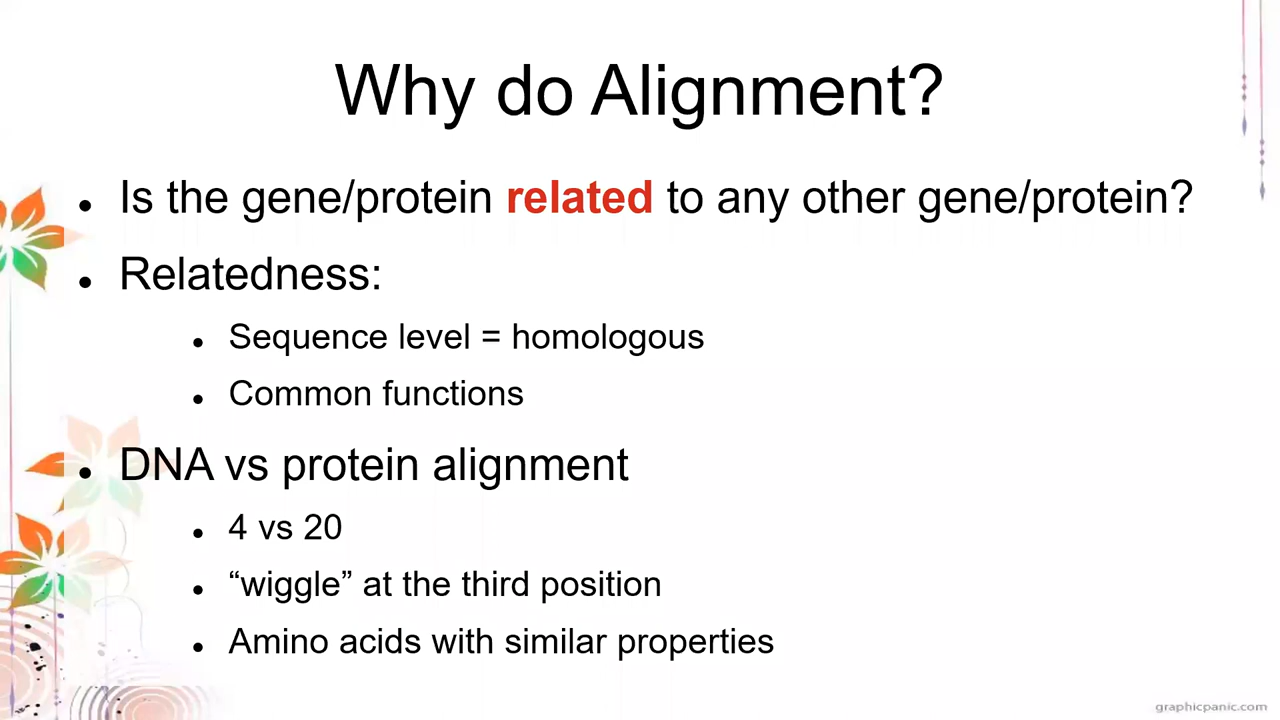 Why do Alignment?
• Is the gene/protein related to any other gene/protein?
• Relatedness:
• Sequence level = homologous
• Common functions
• DNA vs protein alignment
• 4 vs 20
• “wiggle” at the third position
• Amino acids with similar properties
graphicpanic.com